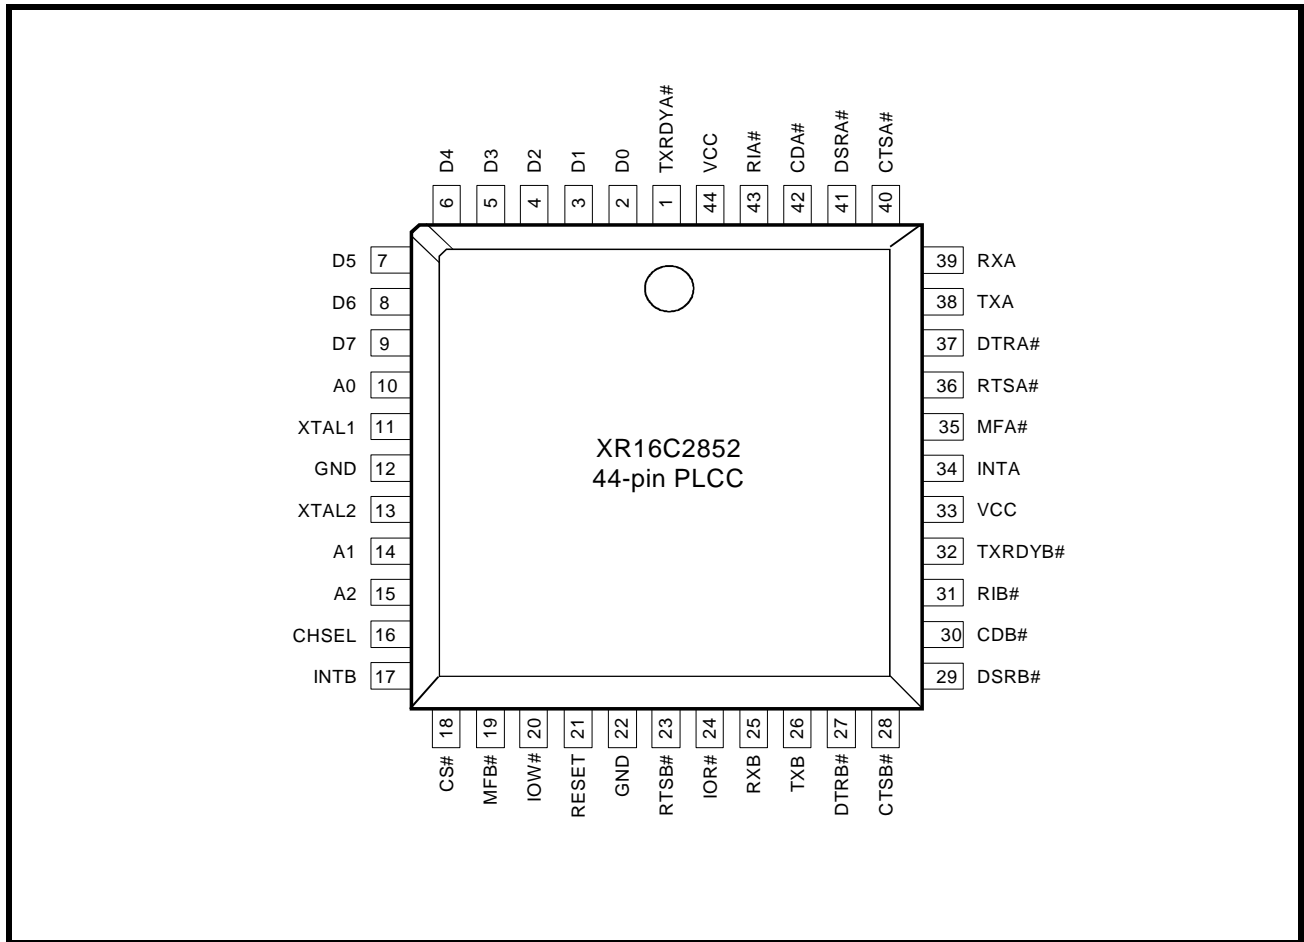 D4
D3
D2
D1
D0
TXRDYA#
VCC
RIA#
CDA#
DSRA#
CTSA#
6
5
4
3
2
1
44
43
42
41
40
D5 7
D6 8
D7 9
A0 10
XTAL1 11
GND 12
XTAL2 13
A1 14
A2 15
CHSEL 16
INTB 17
XR16C2852
44-pin PLCC
39 RXA
38 TXA
37 DTRA#
36 RTSA#
35 MFA#
34 INTA
33 VCC
32 TXRDYB#
31 RIB#
30 CDB#
29 DSRB#
18
19
20
21
22
23
24
25
26
27
28
CS#
MFB#
IOW#
RESET
GND
RTSB#
IOR#
RXB
TXB
DTRB#
CTSB#